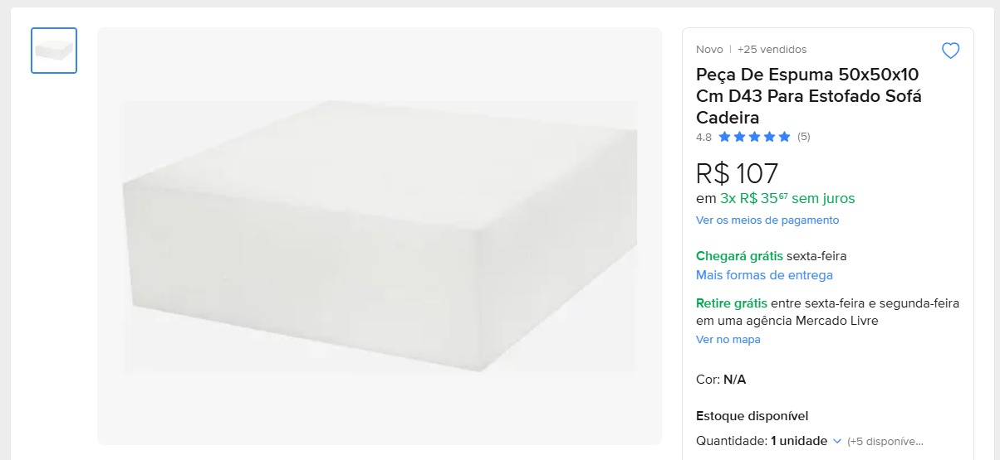 Novo | +25 vendidos
Peça De Espuma 50x50x10
Cm D43 Para Estofado Sofá
Cadeira
4.8 (5)
R$ 107
em 3x R$ 35⁶⁷ sem juros
Ver os meios de pagamento
Chegará grátis sexta-feira
Mais formas de entrega
Retire grátis entre sexta-feira e segunda-feira
em uma agência Mercado Livre
Ver no mapa
Cor: N/A
Estoque disponível
Quantidade: 1 unidade (+5 disponíve...